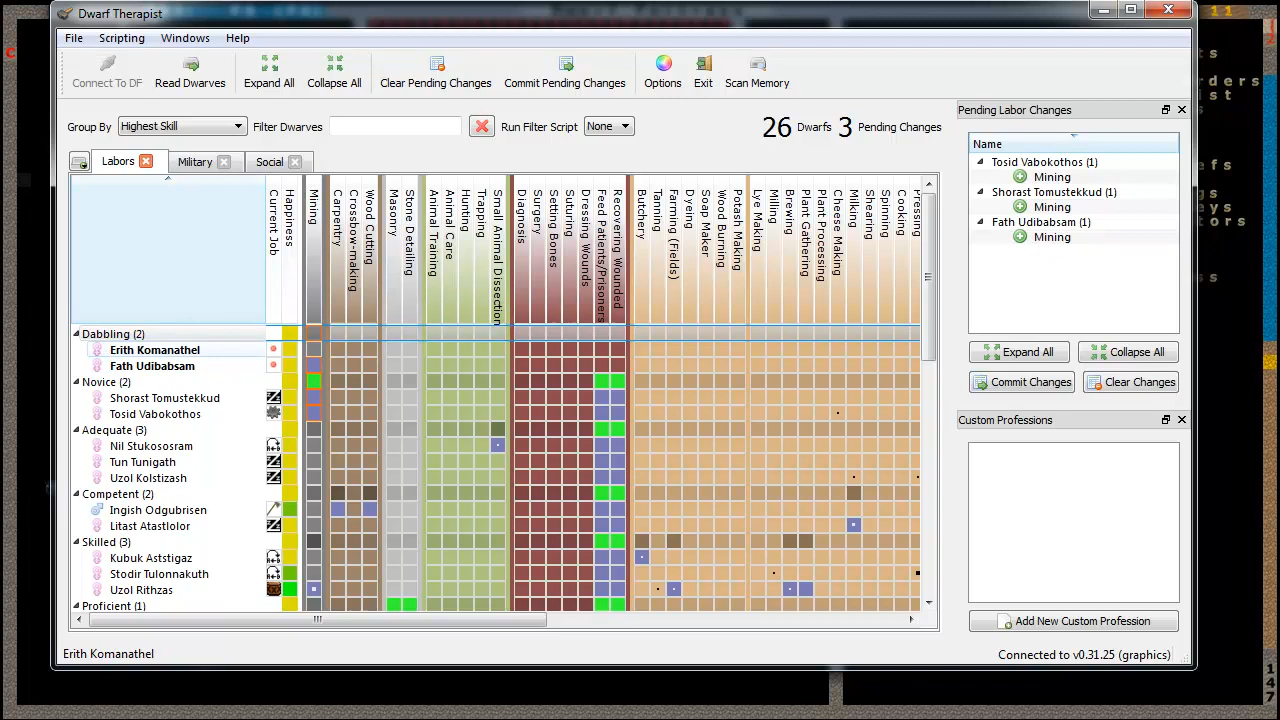 Dwarf Therapist
File Scripting Windows Help
Connect To DF Read Dwarves Expand All Collapse All Clear Pending Changes Commit Pending Changes Options Exit Scan Memory
Group By Highest Skill Filter Dwarves Run Filter Script None 26 Dwarfs 3 Pending Changes
Labors Military Social
Current Job
Happiness
Mining
Carpentry
Crossbow-making
Wood Cutting
Masonry
Stone Detailing
Animal Training
Animal Care
Hunting
Trapping
Small Animal Dissection
Diagnosis
Surgery
Setting Bones
Suturing
Dressing Wounds
Feed Patients/Prisoners
Recovering Wounded
Butchery
Tanning
Farming (Fields)
Dyeing
Soap Maker
Wood Burning
Potash Making
Lye Making
Milling
Brewing
Plant Gathering
Plant Processing
Cheese Making
Milking
Shearing
Spinning
Cooking
Pressing
Dabbling (2)
Erith Komanathel
Fath Udibabsam
Novice (2)
Shorast Tomustekkud
Tosid Vabokothos
Adequate (3)
Nil Stukososram
Tun Tunigath
Uzol Kolstizash
Competent (2)
Ingish Odgubrisen
Litast Atastlolor
Skilled (3)
Kubuk Aststigaz
Stodir Tulonnakuth
Uzol Rithzas
Proficient (1)
Erith Komanathel
Pending Labor Changes
Name
Tosid Vabokothos (1)
Mining
Shorast Tomustekkud (1)
Mining
Fath Udibabsam (1)
Mining
Expand All Collapse All
Commit Changes Clear Changes
Custom Professions
Add New Custom Profession
Connected to v0.31.25 (graphics)
11
147